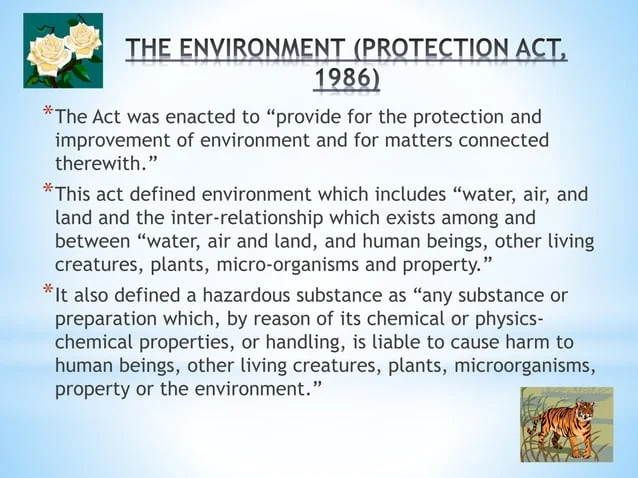 THE ENVIRONMENT (PROTECTION ACT,
1986)
*The Act was enacted to “provide for the protection and
improvement of environment and for matters connected
therewith.”
*This act defined environment which includes “water, air, and
land and the inter-relationship which exists among and
between “water, air and land, and human beings, other living
creatures, plants, micro-organisms and property.”
*It also defined a hazardous substance as “any substance or
preparation which, by reason of its chemical or physics-
chemical properties, or handling, is liable to cause harm to
human beings, other living creatures, plants, microorganisms,
property or the environment.”